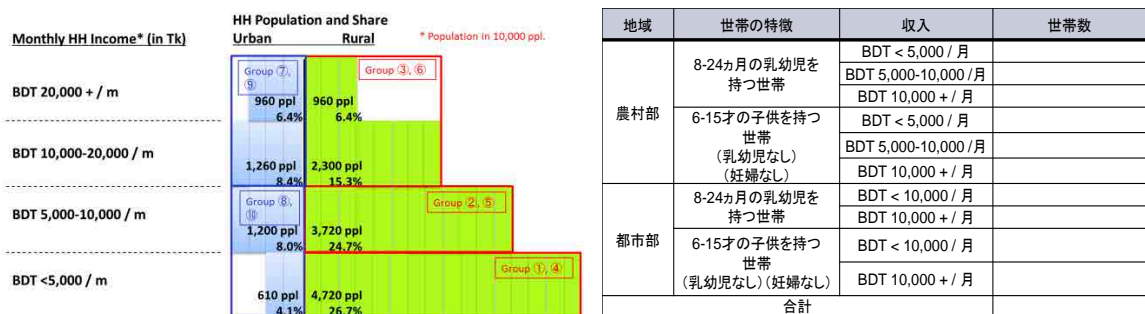 HH Population and Share
Monthly HH Income* (in Tk)
Urban Rural
* Population in 10,000 ppl.
Group ⑦,
⑨
Group ③, ⑥
BDT 20,000 + / m
960 ppl 960 ppl
6.4% 6.4%
BDT 10,000-20,000 / m
1,260 ppl 2,300 ppl
8.4% 15.3%
Group ⑧,
⑩
Group ②, ⑤
BDT 5,000-10,000 / m
1,200 ppl 3,720 ppl
8.0% 24.7%
Group ①, ④
BDT <5,000 / m
610 ppl 4,720 ppl
4.1% 26.7%
地域 世帯の特徴 収入 世帯数
農村部
8-24ヵ月の乳幼児を
持つ世帯
BDT < 5,000 / 月
BDT 5,000-10,000 /月
BDT 10,000 + / 月
6-15才の子供を持つ
世帯
(乳幼児なし)
(妊婦なし)
BDT < 5,000 / 月
BDT 5,000-10,000 /月
BDT 10,000 + / 月
都市部
8-24ヵ月の乳幼児を
持つ世帯
BDT < 10,000 / 月
BDT 10,000 + / 月
6-15才の子供を持つ
世帯
(乳幼児なし)(妊婦なし)
BDT < 10,000 / 月
BDT 10,000 + / 月
合計